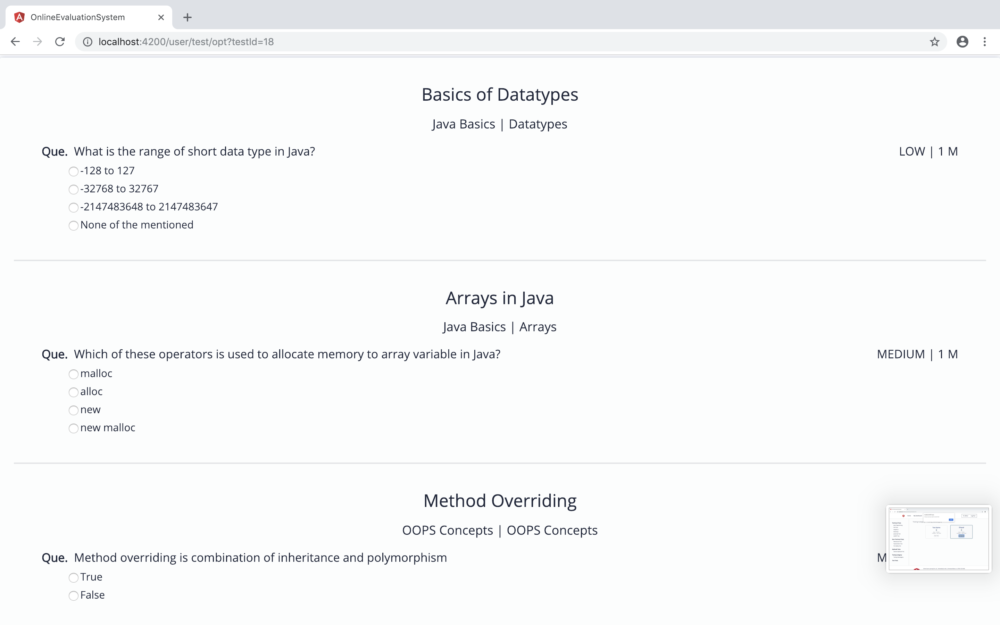 OnlineEvaluationSystem
localhost:4200/user/test/opt?testId=18
Basics of Datatypes
Java Basics | Datatypes
Que. What is the range of short data type in Java? LOW | 1 M
-128 to 127
-32768 to 32767
-2147483648 to 2147483647
None of the mentioned
Arrays in Java
Java Basics | Arrays
Que. Which of these operators is used to allocate memory to array variable in Java? MEDIUM | 1 M
malloc
alloc
new
new malloc
Method Overriding
OOPS Concepts | OOPS Concepts
Que. Method overriding is combination of inheritance and polymorphism M
True
False